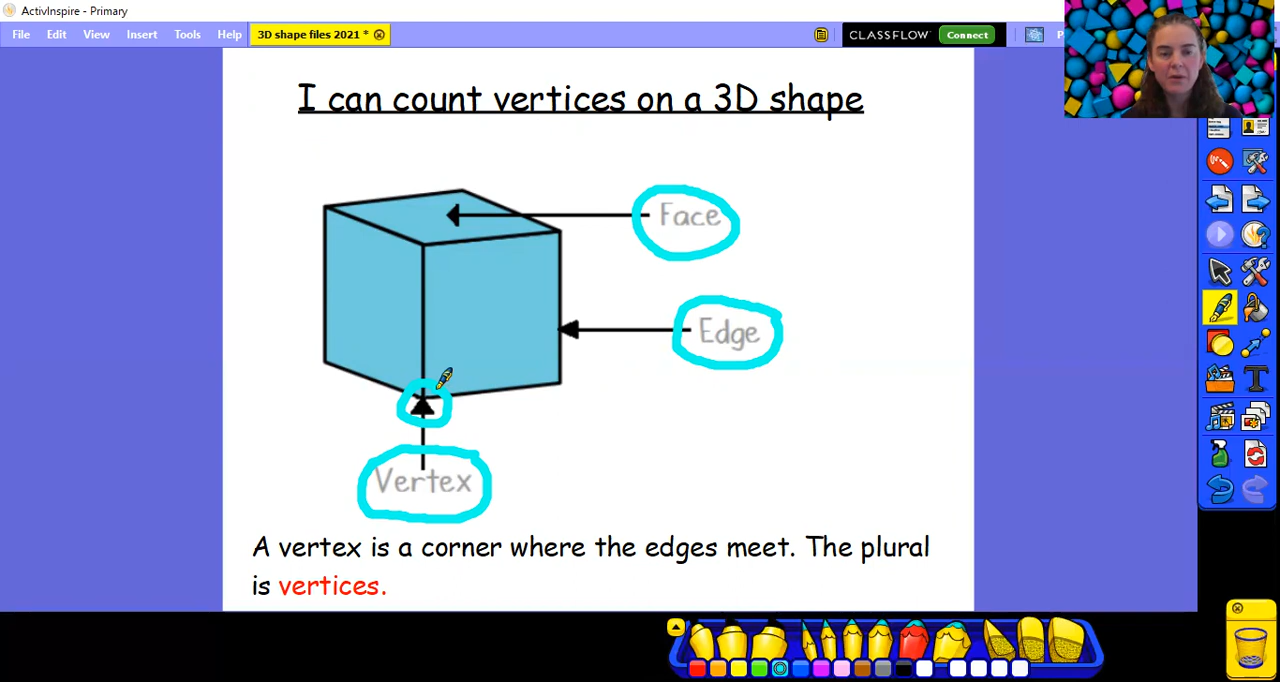 ActivInspire - Primary
File Edit View Insert Tools Help 3D shape files 2021 * CLASSFLOW Connect
I can count vertices on a 3D shape
Face
Edge
Vertex
A vertex is a corner where the edges meet. The plural
is vertices.